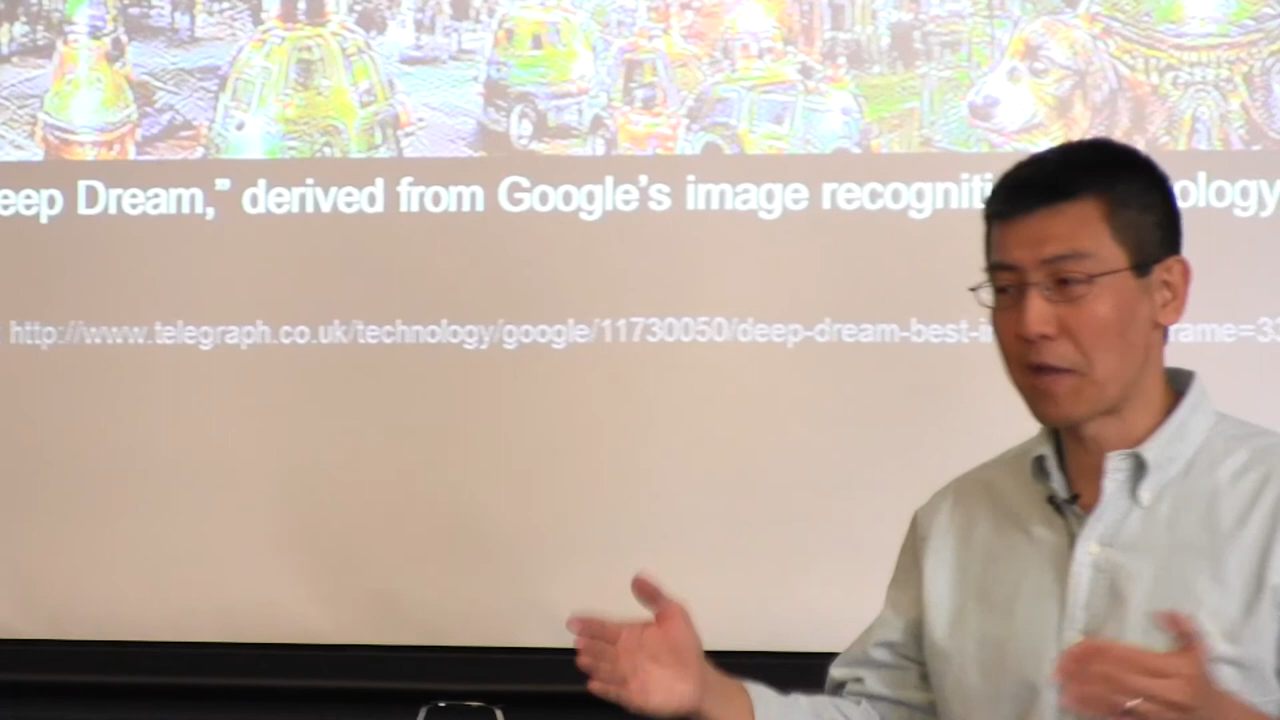 eep Dream,” derived from Google’s image recogniti ology
http://www.telegraph.co.uk/technology/google/11730050/deep-dream-best-i rame=3